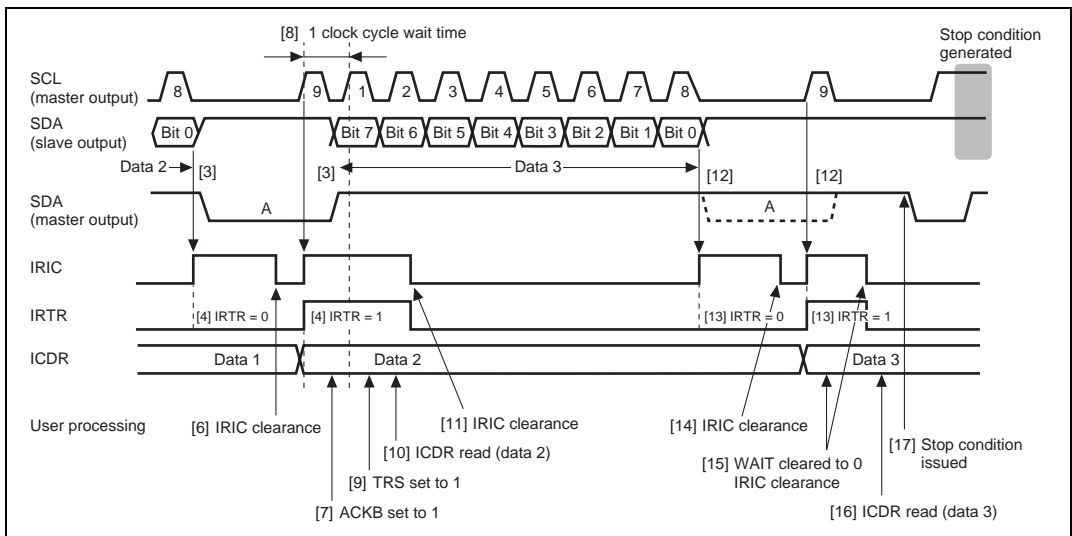 [8] 1 clock cycle wait time
Stop condition
generated
SCL
(master output)
8 9 1 2 3 4 5 6 7 8 9
SDA
(slave output)
Bit 0 Bit 7 Bit 6 Bit 5 Bit 4 Bit 3 Bit 2 Bit 1 Bit 0
Data 2 [3] [3] Data 3 [12] [12]
SDA
(master output)
A A
IRIC
IRTR
[4] IRTR = 0 [4] IRTR = 1 [13] IRTR = 0 [13] IRTR = 1
ICDR
Data 1 Data 2 Data 3
User processing
[6] IRIC clearance
[11] IRIC clearance
[14] IRIC clearance
[17] Stop condition
issued
[10] ICDR read (data 2)
[15] WAIT cleared to 0
IRIC clearance
[9] TRS set to 1
[7] ACKB set to 1
[16] ICDR read (data 3)